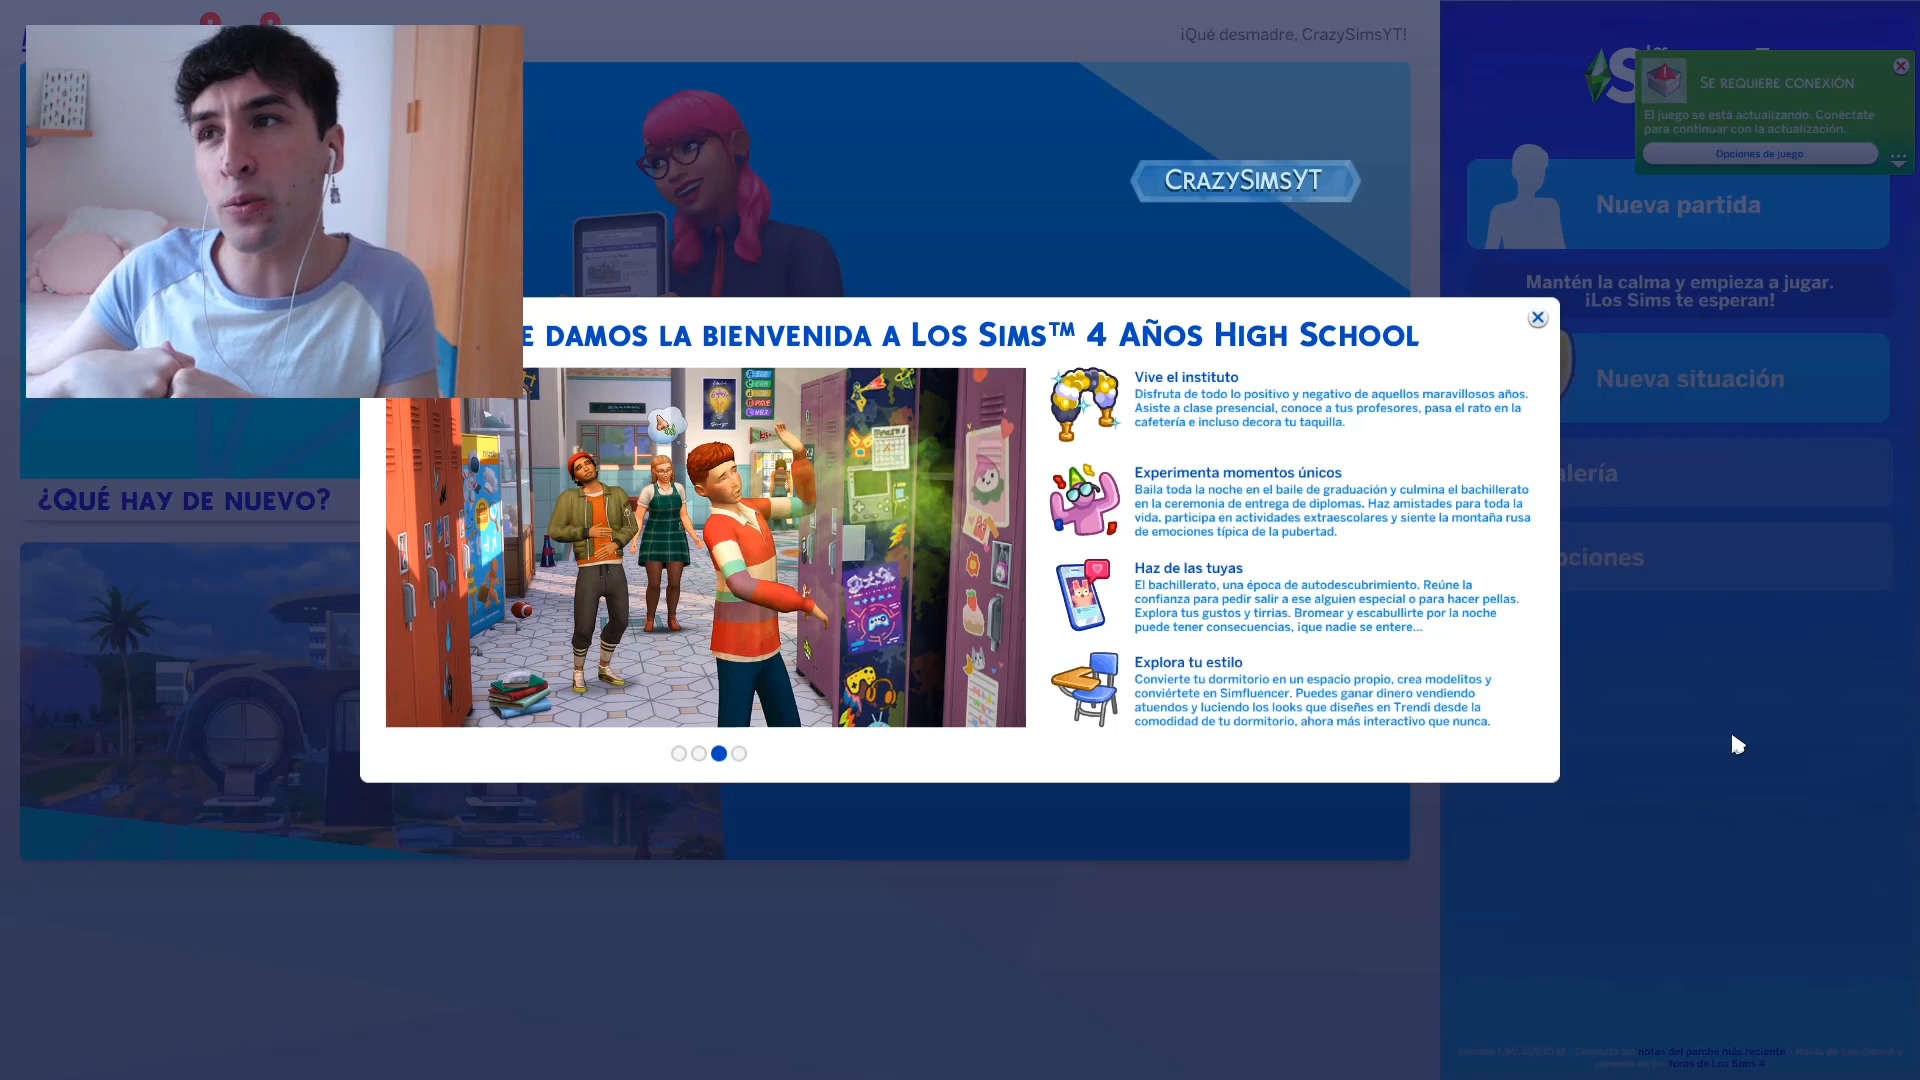 ¡Qué desmadre, CrazySimsYT!
CrazySimsYT
Se requiere conexión
El juego se está actualizando. Conéctate
para continuar con la actualización.
Opciones de juego
Nueva partida
Mantén la calma y empieza a jugar.
¡Los Sims te esperan!
Nueva situación
alería
pciones
¿Qué hay de nuevo?
e damos la bienvenida a Los Sims™ 4 Años High School
Vive el instituto
Disfruta de todo lo positivo y negativo de aquellos maravillosos años.
Asiste a clase presencial, conoce a tus profesores, pasa el rato en la
cafetería e incluso decora tu taquilla.
Experimenta momentos únicos
Baila toda la noche en el baile de graduación y culmina el bachillerato
en la ceremonia de entrega de diplomas. Haz amistades para toda la
vida, participa en actividades extraescolares y siente la montaña rusa
de emociones típica de la pubertad.
Haz de las tuyas
El bachillerato, una época de autodescubrimiento. Reúne la
confianza para pedir salir a ese alguien especial o para hacer pellas.
Explora tus gustos y tirrias. Bromear y escabullirte por la noche
puede tener consecuencias, ¡que nadie se entere...
Explora tu estilo
Convierte tu dormitorio en un espacio propio, crea modelitos y
conviértete en Simfluencer. Puedes ganar dinero vendiendo
atuendos y luciendo los looks que diseñes en Trendi desde la
comodidad de tu dormitorio, ahora más interactivo que nunca.
notas del parche más reciente
foros de Los Sims 4